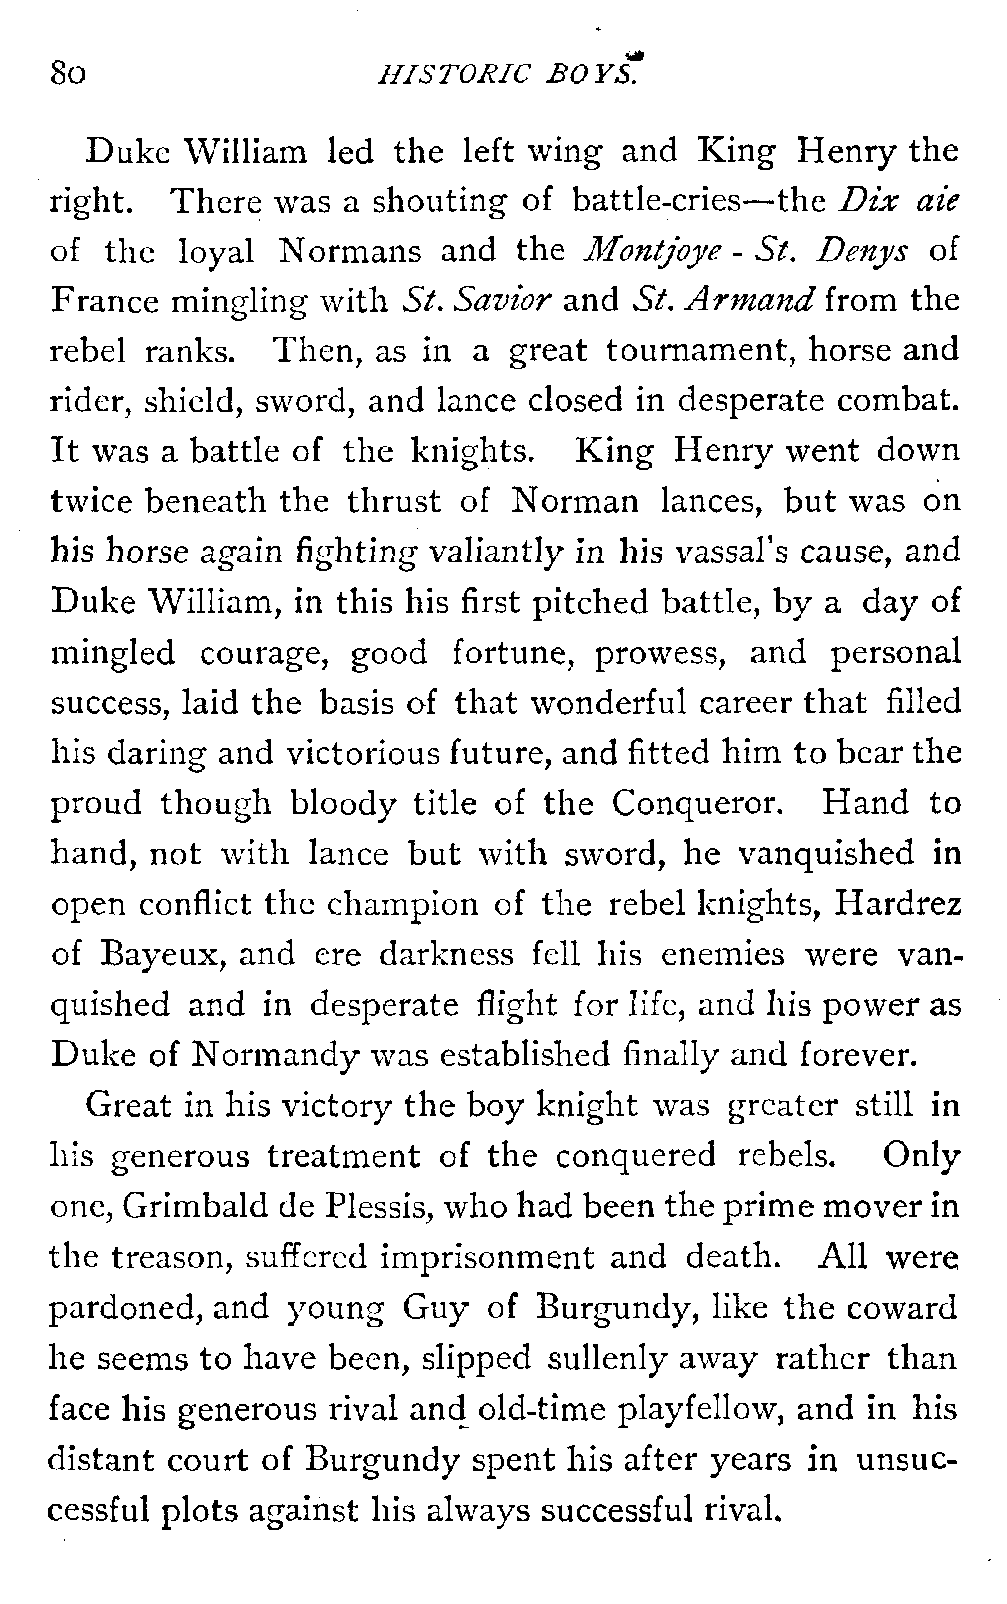 80 HISTORIC BOYS.
Duke William led the left wing and King Henry the
right. There was a shouting of battle-cries—the Dix aie
of the loyal Normans and the Montjoye - St. Denys of
France mingling with St. Savior and St. Armand from the
rebel ranks. Then, as in a great tournament, horse and
rider, shield, sword, and lance closed in desperate combat.
It was a battle of the knights. King Henry went down
twice beneath the thrust of Norman lances, but was on
his horse again fighting valiantly in his vassal's cause, and
Duke William, in this his first pitched battle, by a day of
mingled courage, good fortune, prowess, and personal
success, laid the basis of that wonderful career that filled
his daring and victorious future, and fitted him to bear the
proud though bloody title of the Conqueror. Hand to
hand, not with lance but with sword, he vanquished in
open conflict the champion of the rebel knights, Hardrez
of Bayeux, and ere darkness fell his enemies were van-
quished and in desperate flight for life, and his power as
Duke of Normandy was established finally and forever.
Great in his victory the boy knight was greater still in
his generous treatment of the conquered rebels. Only
one, Grimbald de Plessis, who had been the prime mover in
the treason, suffered imprisonment and death. All were
pardoned, and young Guy of Burgundy, like the coward
he seems to have been, slipped sullenly away rather than
face his generous rival and old-time playfellow, and in his
distant court of Burgundy spent his after years in unsuc-
cessful plots against his always successful rival.